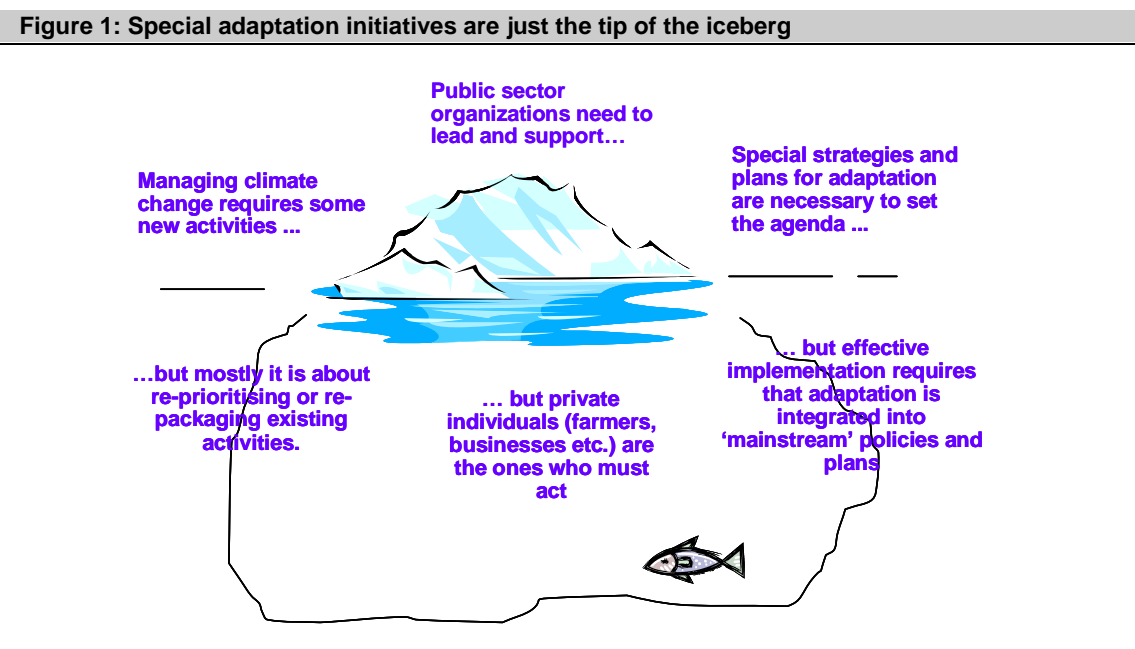 Figure 1: Special adaptation initiatives are just the tip of the iceberg
Public sector
organizations need to
lead and support…
Managing climate
change requires some
new activities ...
Special strategies and
plans for adaptation
are necessary to set
the agenda ...
…but mostly it is about
re-prioritising or re-
packaging existing
activities.
… but private
individuals (farmers,
businesses etc.) are
the ones who must
act
… but effective
implementation requires
that adaptation is
integrated into
‘mainstream’ policies and
plans